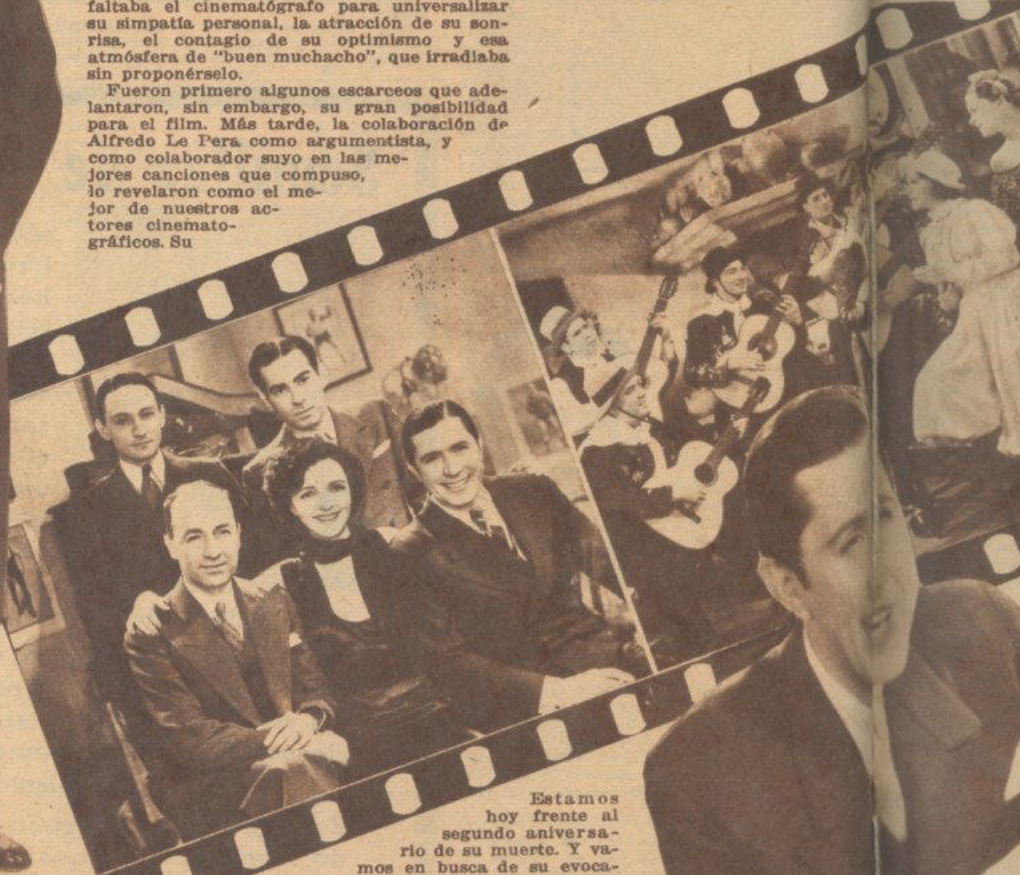 faltaba el cinematógrafo para universalizar
su simpatía personal, la atracción de su son-
risa, el contagio de su optimismo y esa
atmósfera de "buen muchacho", que irradiaba
sin proponérselo.
Fueron primero algunos escarceos que ade-
lantaron, sin embargo, su gran posibilidad
para el film. Más tarde, la colaboración de
Alfredo Le Pera como argumentista, y
como colaborador suyo en las me-
jores canciones que compuso,
lo revelaron como el me-
jor de nuestros ac-
tores cinemato-
gráficos. Su
Estamos
hoy frente al
segundo aniversa-
rio de su muerte. Y va-
mos en busca de su evoca-